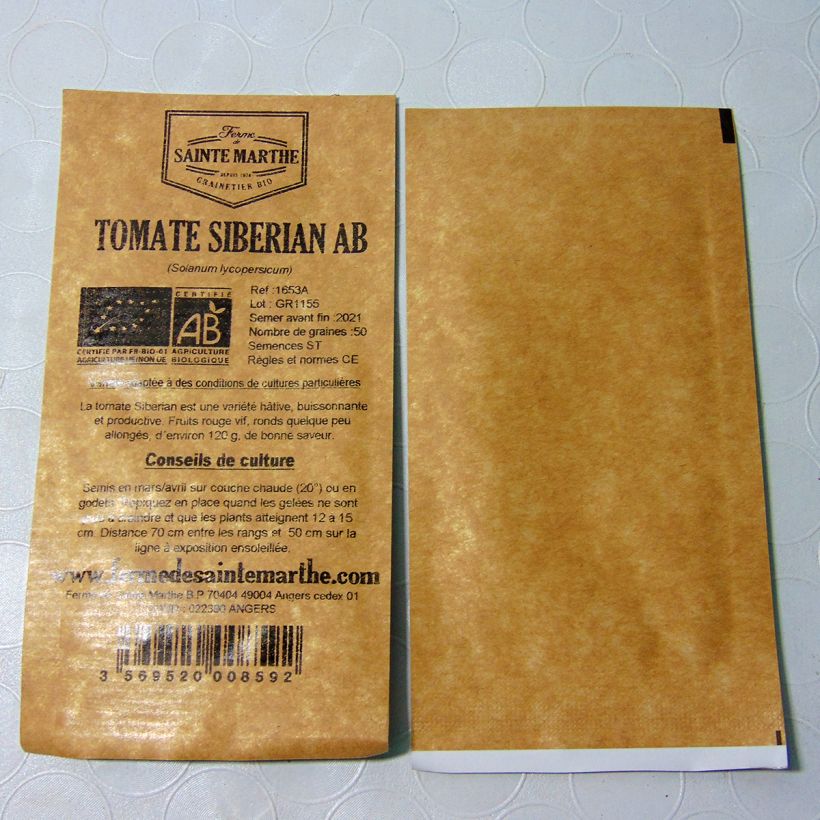 Ferme
de
SAINTE MARTHE
DEPUIS 1974
GRAINETIER BIO
TOMATE SIBERIAN AB
(Solanum lycopersicum)
Ref :1653A
Lot : GR1155
Semer avant fin :2021
Nombre de graines :50
Semences ST
Règles et normes CE
CERTIFIÉ
AB
CERTIFIE PAR FR-BIO-01
AGRICULTURE UE/NON UE
AGRICULTURE
BIOLOGIQUE
adaptée à des conditions de cultures particulières
La tomate Siberian est une variété hâtive, buissonnante
et productive. Fruits rouge vif, ronds quelque peu
allongés, d'environ 120 g, de bonne saveur.
Conseils de culture
Semis en mars/avril sur couche chaude (20°) ou en
godets. Repiquez en place quand les gelées ne sont
à craindre et que les plants atteignent 12 à 15
cm. Distance 70 cm entre les rangs et 50 cm sur la
ligne à exposition ensoleillée.
www.fermedesaintemarthe.com
Ferme de Sainte Marthe B.P 70404 49004 Angers cedex 01
: 022390 ANGERS
3 569520 008592